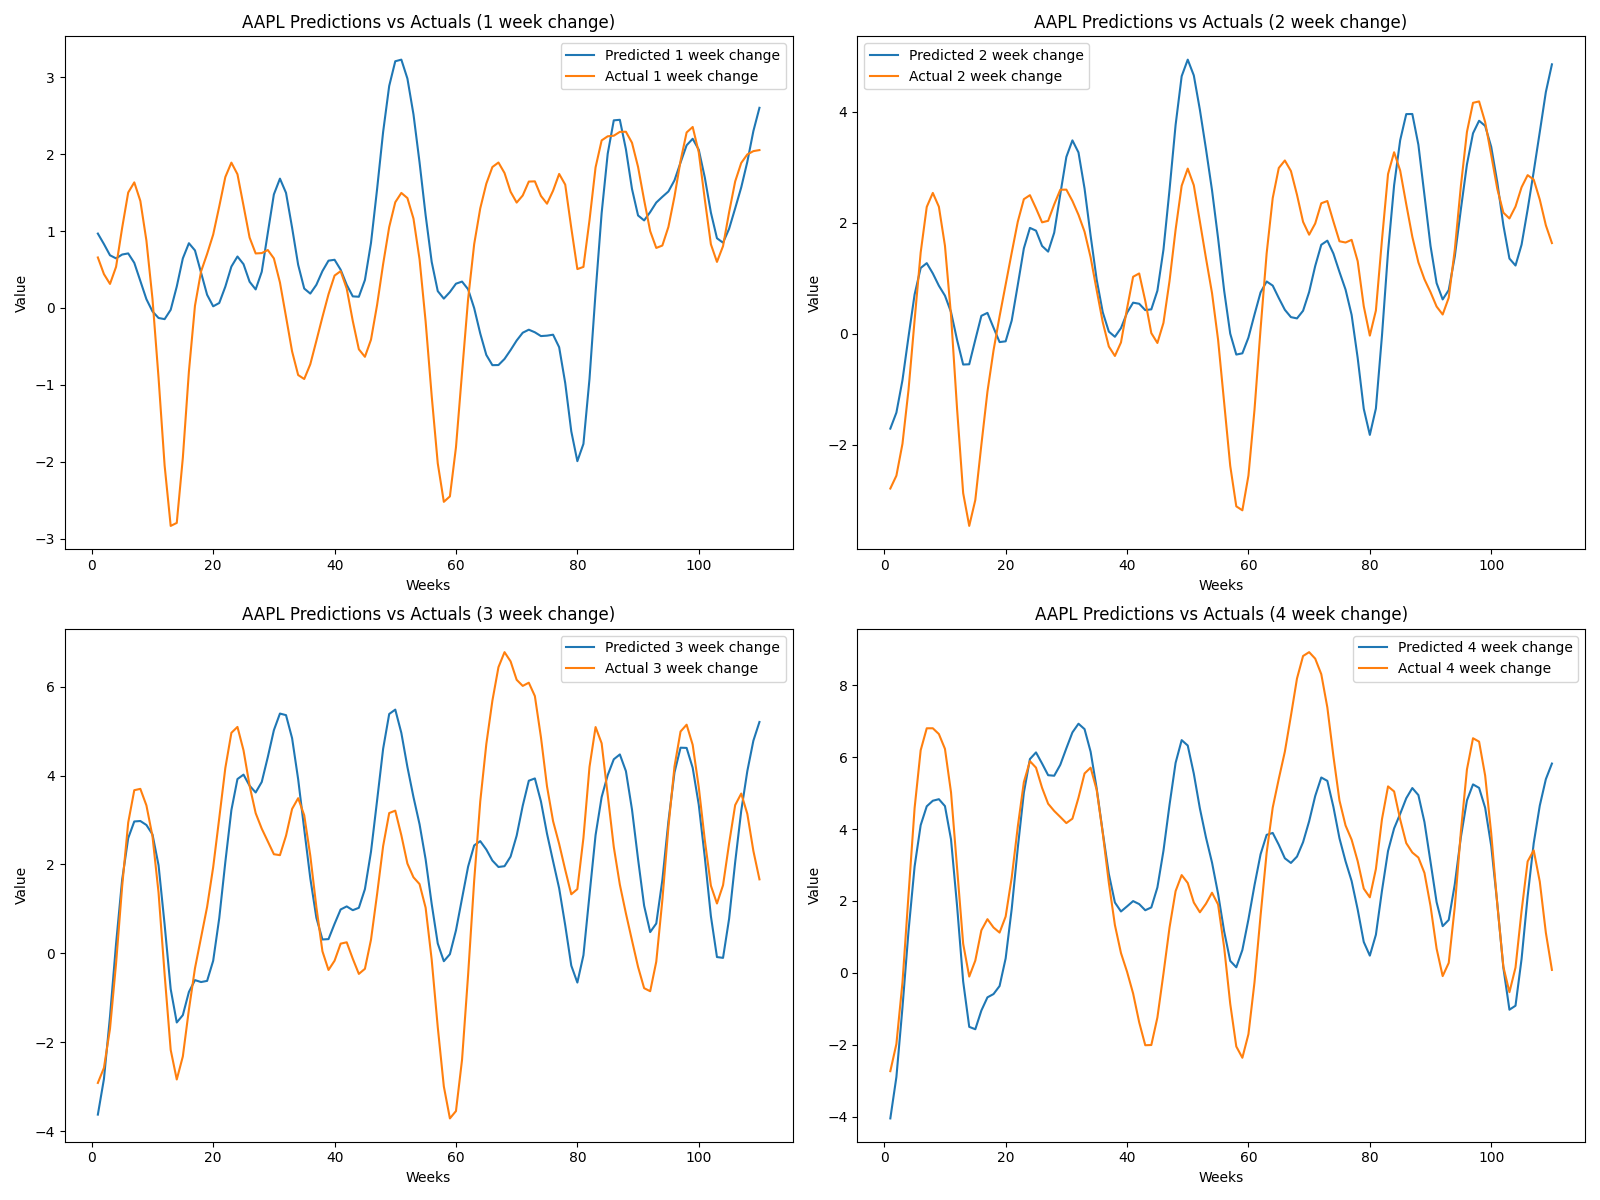 AAPL Predictions vs Actuals (1 week change)
Predicted 1 week change
Actual 1 week change
3
2
1
0
−1
−2
−3
Value
0 20 40 60 80 100
Weeks
AAPL Predictions vs Actuals (2 week change)
Predicted 2 week change
Actual 2 week change
4
2
0
−2
Value
0 20 40 60 80 100
Weeks
AAPL Predictions vs Actuals (3 week change)
Predicted 3 week change
Actual 3 week change
6
4
2
0
−2
−4
Value
0 20 40 60 80 100
Weeks
AAPL Predictions vs Actuals (4 week change)
Predicted 4 week change
Actual 4 week change
8
6
4
2
0
−2
−4
Value
0 20 40 60 80 100
Weeks